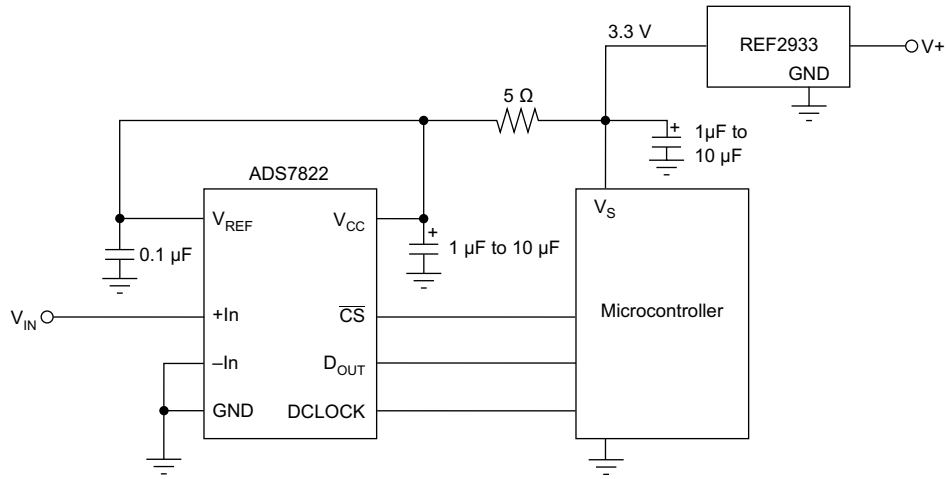 3.3 V
REF2933
GND
V+
5 Ω
+
1µF to
10 µF
ADS7822
VREF
VCC
VS
+
0.1 µF
1 µF to 10 µF
VIN
+In
CS
Microcontroller
–In
DOUT
GND
DCLOCK